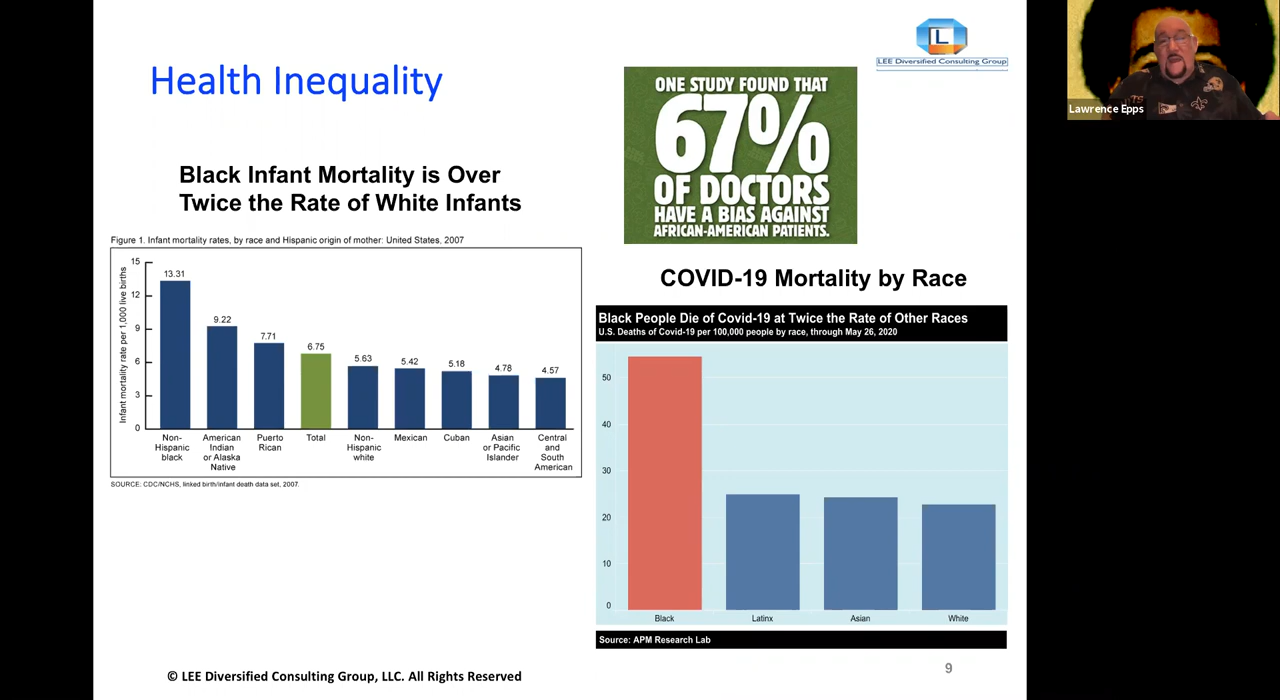 Health Inequality
L
LEE Diversified Consulting Group
Lawrence Epps
Black Infant Mortality is Over
Twice the Rate of White Infants
Figure 1. Infant mortality rates, by race and Hispanic origin of mother: United States, 2007
Infant mortality rate per 1,000 live births
15
12
9
6
3
0
13.31
9.22
7.71
6.75
5.63
5.42
5.18
4.78
4.57
Non-
Hispanic
black
American
Indian
or Alaska
Native
Puerto
Rican
Total
Non-
Hispanic
white
Mexican
Cuban
Asian
or Pacific
Islander
Central
and
South
American
SOURCE: CDC/NCHS, linked birth/infant death data set, 2007.
ONE STUDY FOUND THAT
67%
OF DOCTORS
HAVE A BIAS AGAINST
AFRICAN-AMERICAN PATIENTS.
COVID-19 Mortality by Race
Black People Die of Covid-19 at Twice the Rate of Other Races
U.S. Deaths of Covid-19 per 100,000 people by race, through May 26, 2020
50
40
30
20
10
0
Black
Latinx
Asian
White
Source: APM Research Lab
© LEE Diversified Consulting Group, LLC. All Rights Reserved
9